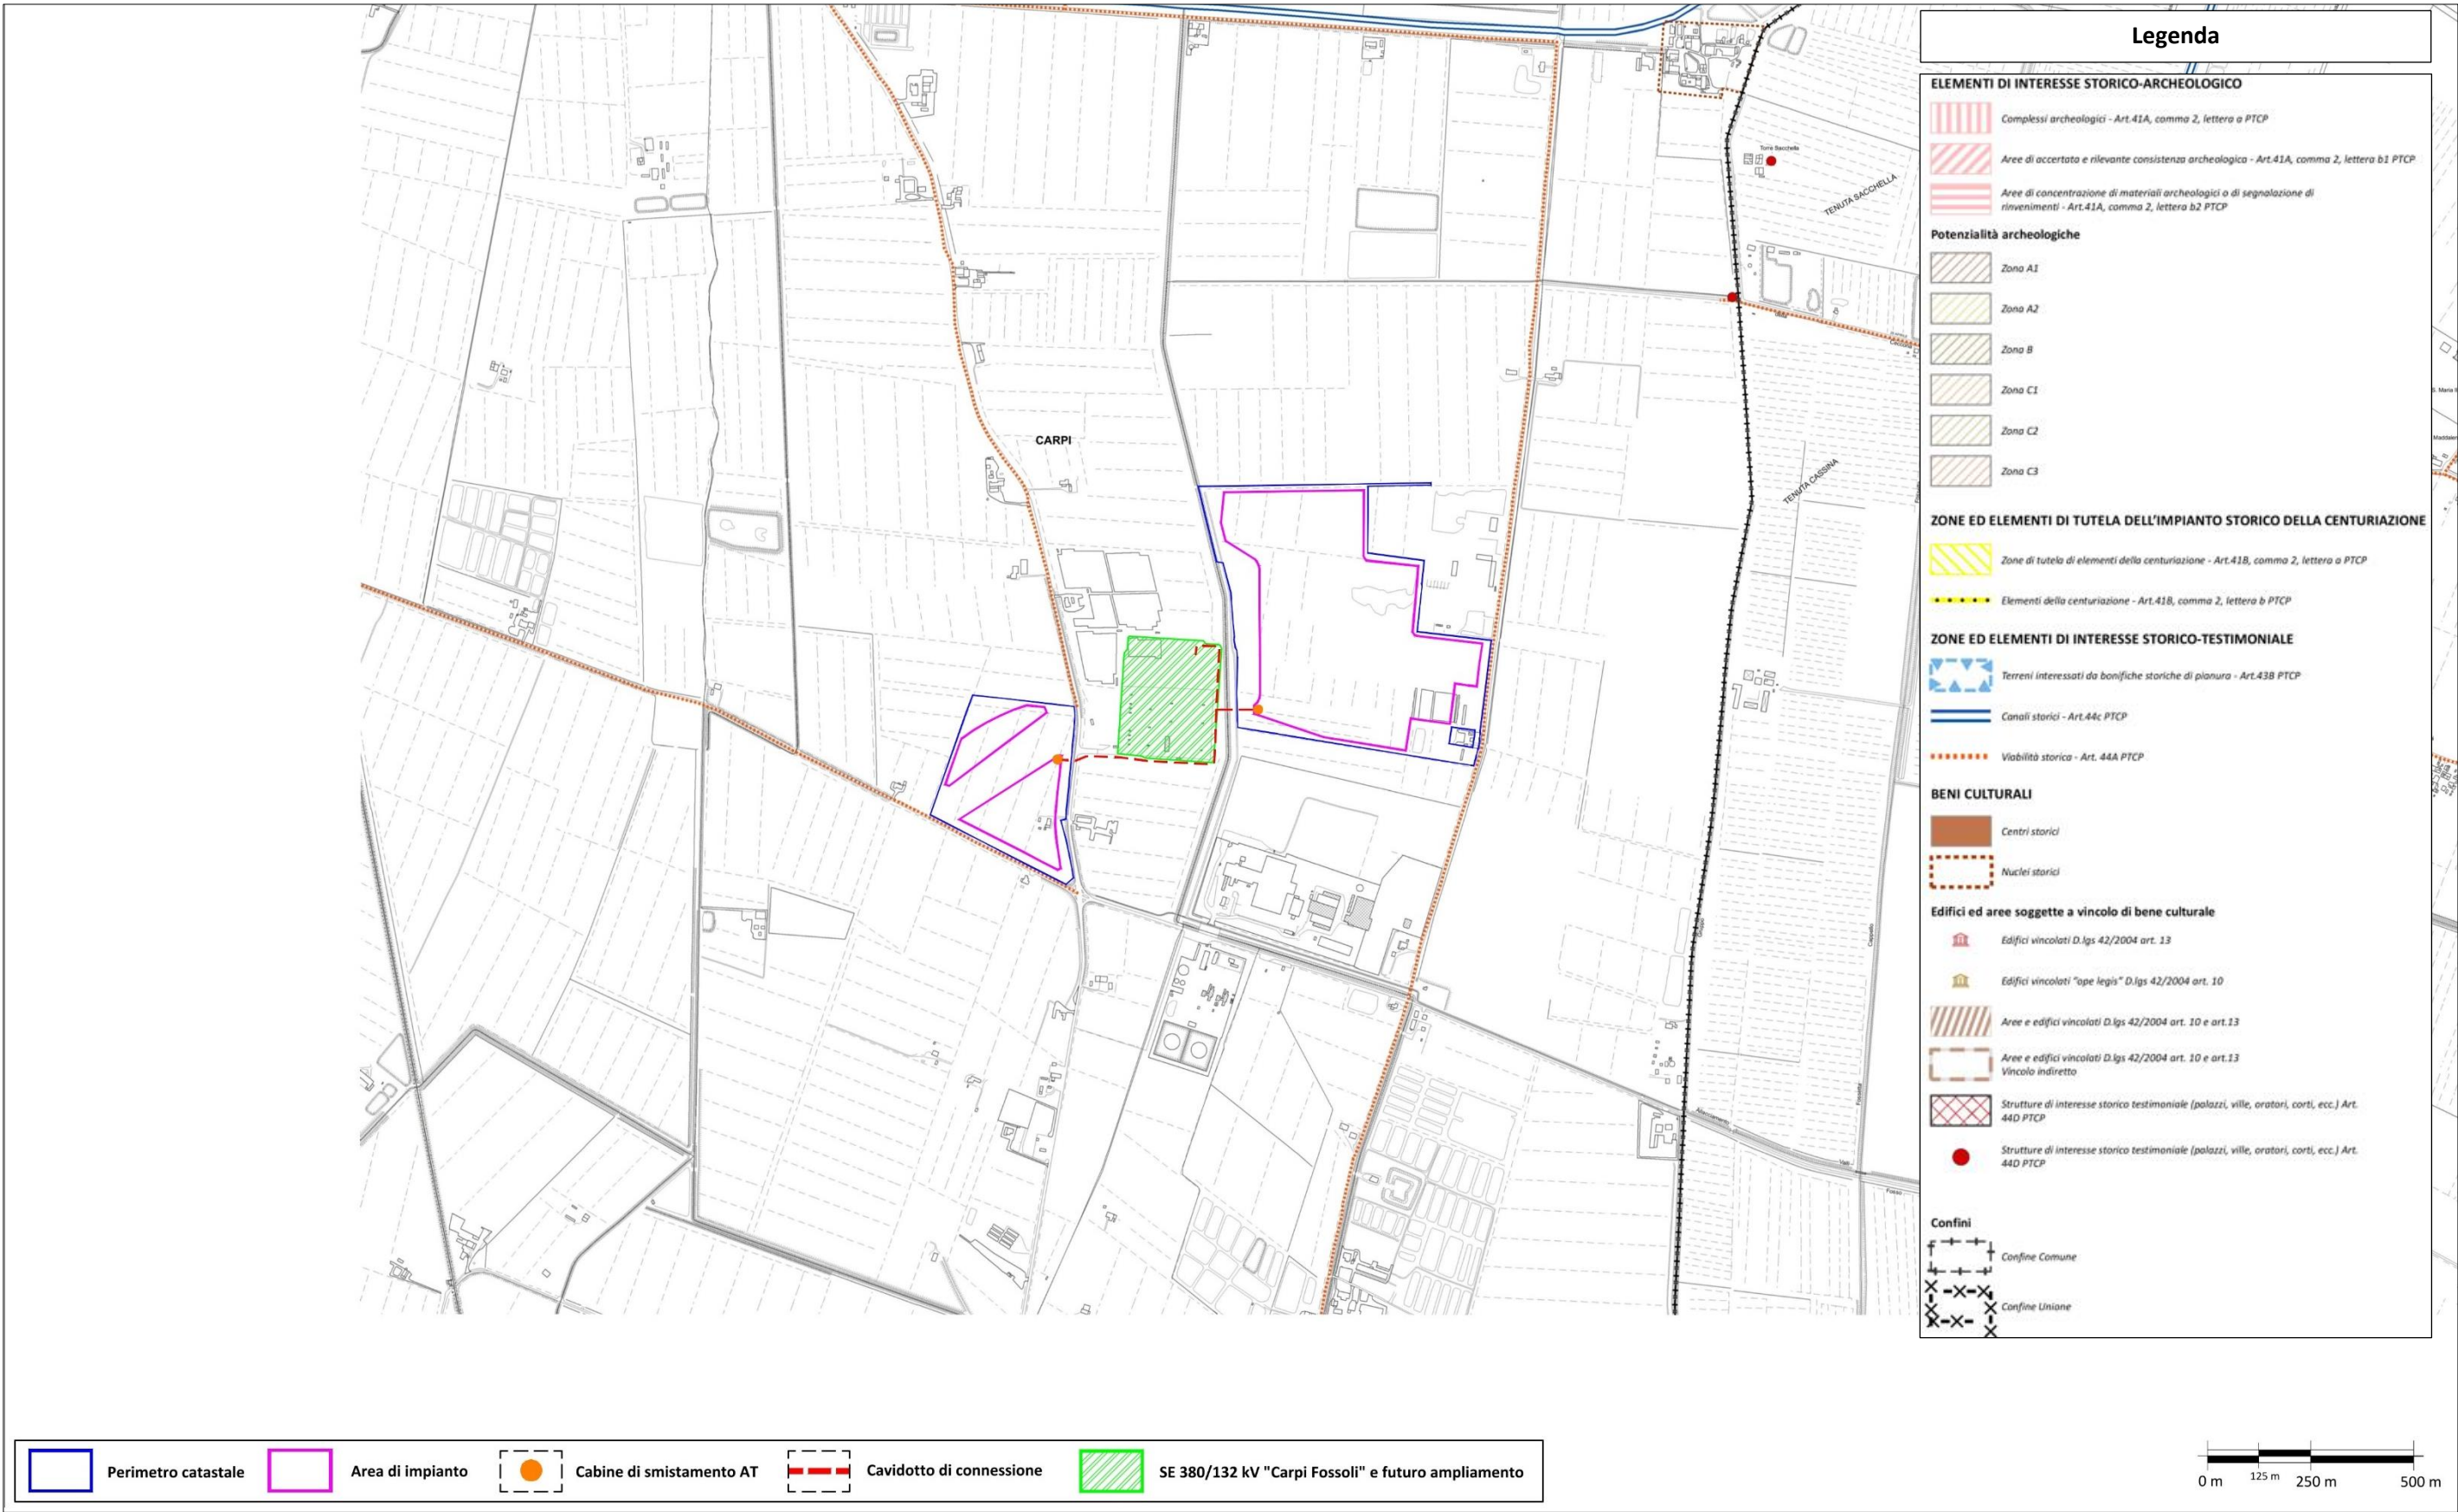 Legenda
ELEMENTI DI INTERESSE STORICO-ARCHEOLOGICO
Complessi archeologici - Art.41A, comma 2, lettera a PTCP
Aree di accertata e rilevante consistenza archeologica - Art.41A, comma 2, lettera b1 PTCP
Aree di concentrazione di materiali archeologici o di segnalazione di
rinvenimenti - Art.41A, comma 2, lettera b2 PTCP
Potenzialità archeologiche
Zona A1
Zona A2
Zona B
Zona C1
Zona C2
Zona C3
ZONE ED ELEMENTI DI TUTELA DELL'IMPIANTO STORICO DELLA CENTURIAZIONE
Zone di tutela di elementi della centuriazione - Art.41B, comma 2, lettera a PTCP
Elementi della centuriazione - Art.41B, comma 2, lettera b PTCP
ZONE ED ELEMENTI DI INTERESSE STORICO-TESTIMONIALE
Terreni interessati da bonifiche storiche di pianura - Art.43B PTCP
Canali storici - Art.44c PTCP
Viabilità storica - Art. 44A PTCP
BENI CULTURALI
Centri storici
Nuclei storici
Edifici ed aree soggette a vincolo di bene culturale
Edifici vincolati D.lgs 42/2004 art. 13
Edifici vincolati "ope legis" D.lgs 42/2004 art. 10
Aree e edifici vincolati D.lgs 42/2004 art. 10 e art.13
Aree e edifici vincolati D.lgs 42/2004 art. 10 e art.13
Vincolo indiretto
Strutture di interesse storico testimoniale (palazzi, ville, oratori, corti, ecc.) Art.
44D PTCP
Strutture di interesse storico testimoniale (palazzi, ville, oratori, corti, ecc.) Art.
44D PTCP
Confini
Confine Comune
Confine Unione
Torre Sacchella
TENUTA SACCHELLA
TENUTA CASSINA
CARPI
S. Maria
Maddalen
Cappello
Fossetta
Valli
Fosso
Perimetro catastale
Area di impianto
Cabine di smistamento AT
Cavidotto di connessione
SE 380/132 kV "Carpi Fossoli" e futuro ampliamento
0 m
125 m
250 m
500 m